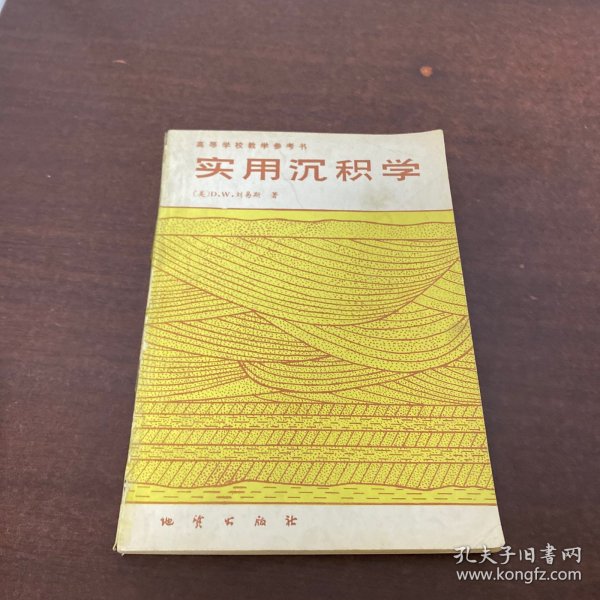 高等学校教学参考书
实用沉积学
〔美〕D.W.刘易斯 著
地质出版社
孔夫子旧书网
www.kongfz.com